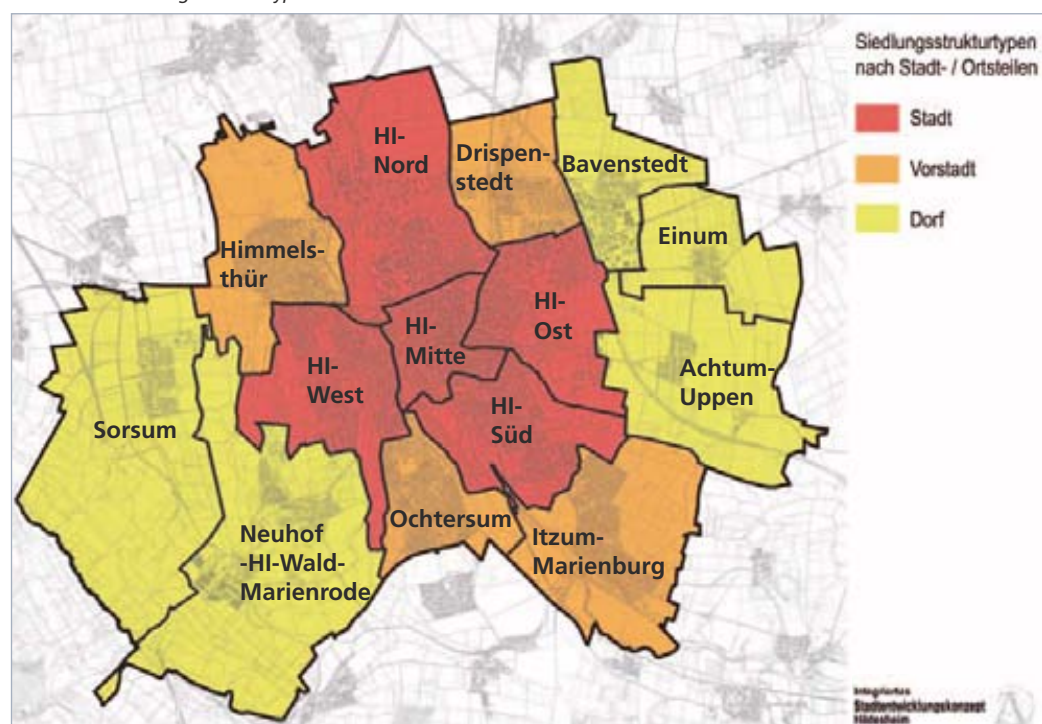 Siedlungsstrukturtypen
nach Stadt- / Ortsteilen
Stadt
Vorstadt
Dorf
HI-
Nord
Drispen-
stedt
Bavenstedt
Himmels-
thür
Einum
HI-
Mitte
HI-
Ost
HI-
West
Achtum-
Uppen
HI-
Süd
Sorsum
Ochtersum
Neuhof
-HI-Wald-
Marienrode
Itzum-
Marienburg
Integriertes
Stadtentwicklungskonzept
Hildesheim